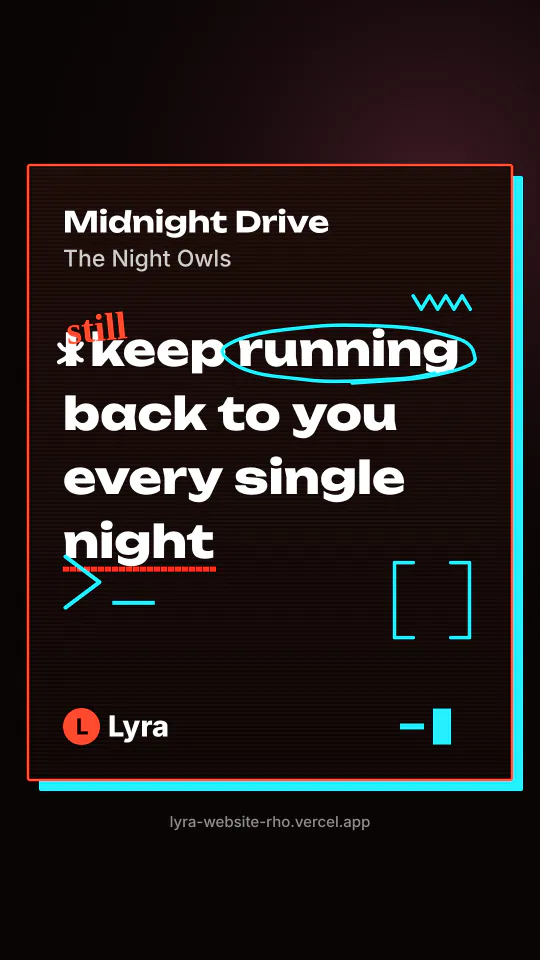 Midnight Drive
The Night Owls
still
I keep running
back to you
every single
night
L Lyra
lyra-website-rho.vercel.app